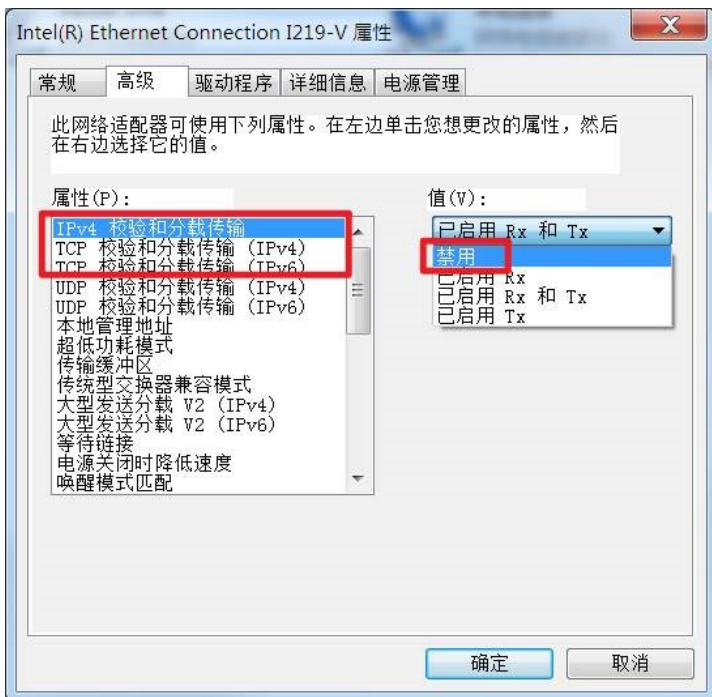 Intel(R) Ethernet Connection I219-V 属性
常规 高级 驱动程序 详细信息 电源管理
此网络适配器可使用下列属性。在左边单击您想更改的属性，然后
在右边选择它的值。
属性(P):
值(V):
IPv4 校验和分载传输
TCP 校验和分载传输 (IPv4)
TCP 校验和分载传输 (IPv6)
UDP 校验和分载传输 (IPv4)
UDP 校验和分载传输 (IPv6)
本地管理地址
超低功耗模式
传输缓冲区
传统型交换器兼容模式
大型发送分载 V2 (IPv4)
大型发送分载 V2 (IPv6)
等待链接
电源关闭时降低速度
唤醒模式匹配
已启用 Rx 和 Tx
禁用
已启用 Rx
已启用 Rx 和 Tx
已启用 Tx
确定
取消